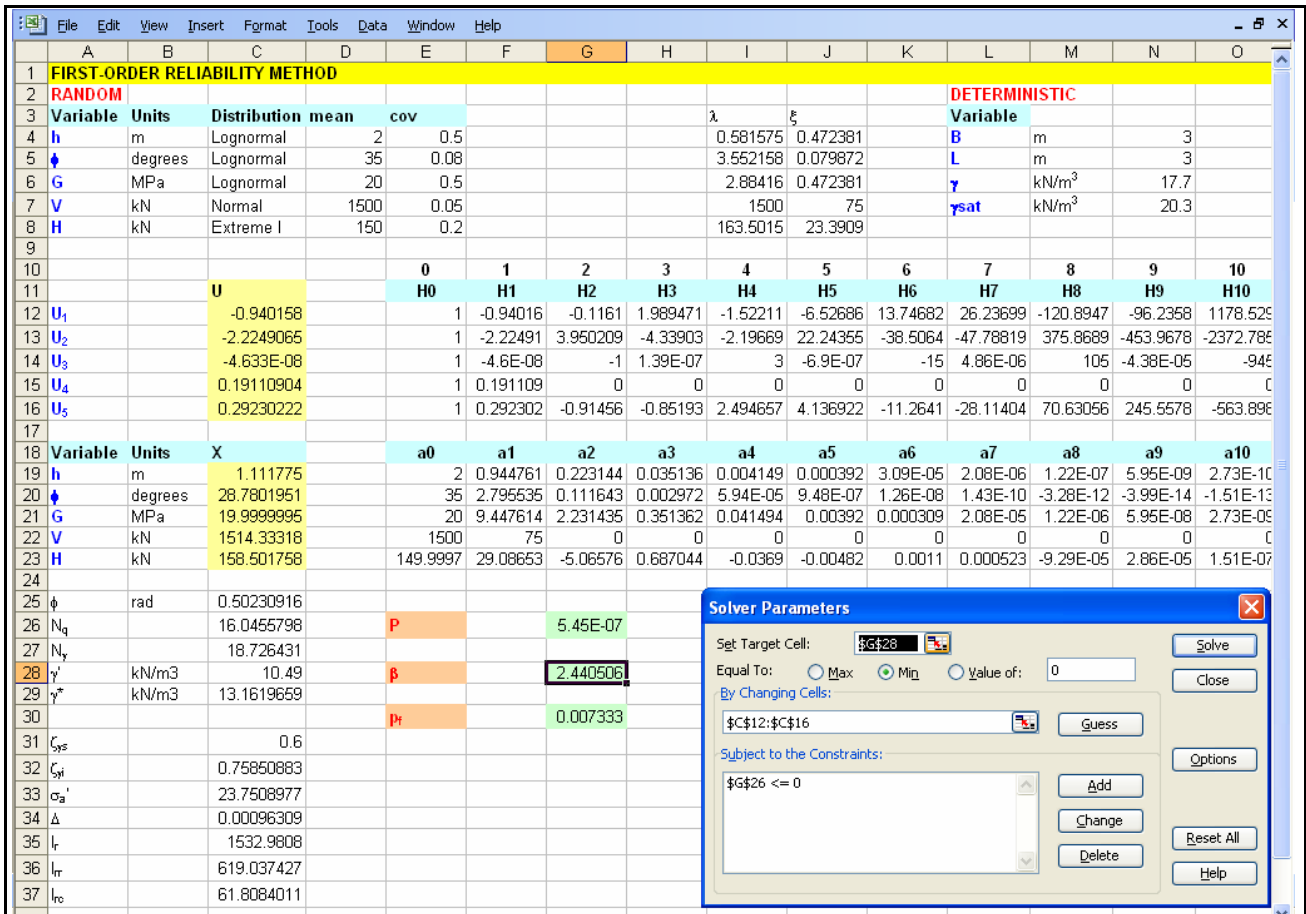 File Edit View Insert Format Tools Data Window Help
A B C D E F G H I J K L M N O
1 FIRST-ORDER RELIABILITY METHOD
2 RANDOM DETERMINISTIC
3 Variable Units Distribution mean cov λ ξ Variable
4 h m Lognormal 2 0.5 0.581575 0.472381 B m 3
5 ϕ degrees Lognormal 35 0.08 3.552158 0.079872 L m 3
6 G MPa Lognormal 20 0.5 2.88416 0.472381 γ kN/m³ 17.7
7 V kN Normal 1500 0.05 1500 75 γsat kN/m³ 20.3
8 H kN Extreme I 150 0.2 163.5015 23.3909
9
10 0 1 2 3 4 5 6 7 8 9 10
11 U H0 H1 H2 H3 H4 H5 H6 H7 H8 H9 H10
12 U₁ -0.940158 1 -0.94016 -0.1161 1.989471 -1.52211 -6.52686 13.74682 26.23699 -120.8947 -96.2358 1178.529
13 U₂ -2.2249065 1 -2.22491 3.950209 -4.33903 -2.19669 22.24355 -38.5064 -47.78819 375.8689 -453.9678 -2372.785
14 U₃ -4.633E-08 1 -4.6E-08 -1 1.39E-07 3 -6.9E-07 -15 4.86E-06 105 -4.38E-05 -945
15 U₄ 0.19110904 1 0.191109 0 0 0 0 0 0 0 0
16 U₅ 0.29230222 1 0.292302 -0.91456 -0.85193 2.494657 4.136922 -11.2641 -28.11404 70.63056 245.5578 -563.898
17
18 Variable Units X a0 a1 a2 a3 a4 a5 a6 a7 a8 a9 a10
19 h m 1.111775 2 0.944761 0.223144 0.035136 0.004149 0.000392 3.09E-05 2.08E-06 1.22E-07 5.95E-09 2.73E-10
20 ϕ degrees 28.7801951 35 2.795535 0.111643 0.002972 5.94E-05 9.48E-07 1.26E-08 1.43E-10 -3.28E-12 -3.99E-14 -1.51E-13
21 G MPa 19.9999995 20 9.447614 2.231435 0.351362 0.041494 0.00392 0.000309 2.08E-05 1.22E-06 5.95E-08 2.73E-09
22 V kN 1514.33318 1500 75 0 0 0 0 0 0 0 0
23 H kN 158.501758 149.9997 29.08653 -5.06576 0.687044 -0.0369 -0.00482 0.0011 0.000523 -9.29E-05 2.86E-05 1.51E-07
24
25 ϕ rad 0.50230916
26 Nq 16.0455798 P 5.45E-07
27 Nγ 18.726431
28 γ' kN/m3 10.49 β 2.440506
29 γ* kN/m3 13.1619659
30 pf 0.007333
31 ζγs 0.6
32 ζγi 0.75850883
33 σa' 23.7508977
34 Δ 0.00096309
35 Ir 1532.9808
36 Irr 619.037427
37 Irc 61.8084011
Solver Parameters
Set Target Cell: $G$28 Solve
Equal To: Max Min Value of: 0 Close
By Changing Cells:
$C$12:$C$16 Guess
Subject to the Constraints: Options
$G$26 <= 0 Add
Change
Reset All
Delete
Help